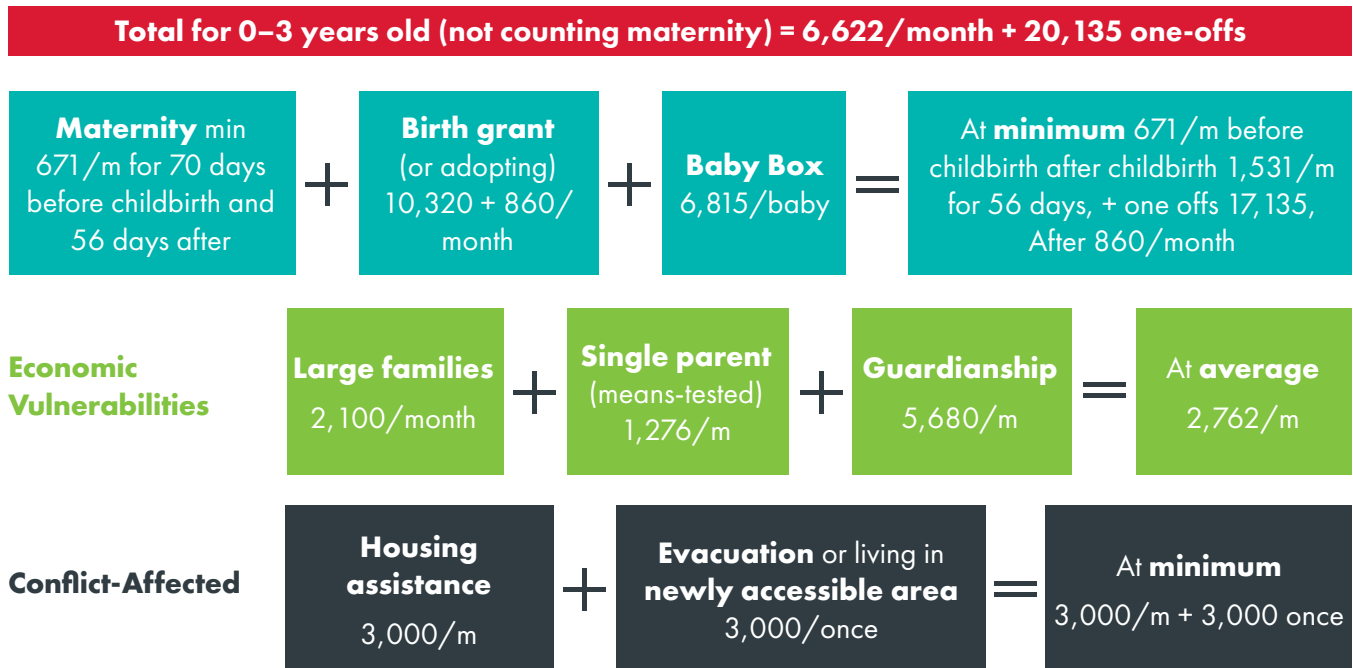 Total for 0–3 years old (not counting maternity) = 6,622/month + 20,135 one-offs
Maternity min
671/m for 70 days
before childbirth and
56 days after
+
Birth grant
(or adopting)
10,320 + 860/
month
+
Baby Box
6,815/baby
=
At minimum 671/m before
childbirth after childbirth 1,531/m
for 56 days, + one offs 17,135,
After 860/month
Economic
Vulnerabilities
Large families
2,100/month
+
Single parent
(means-tested)
1,276/m
+
Guardianship
5,680/m
=
At average
2,762/m
Conflict-Affected
Housing
assistance
3,000/m
+
Evacuation or living in
newly accessible area
3,000/once
=
At minimum
3,000/m + 3,000 once